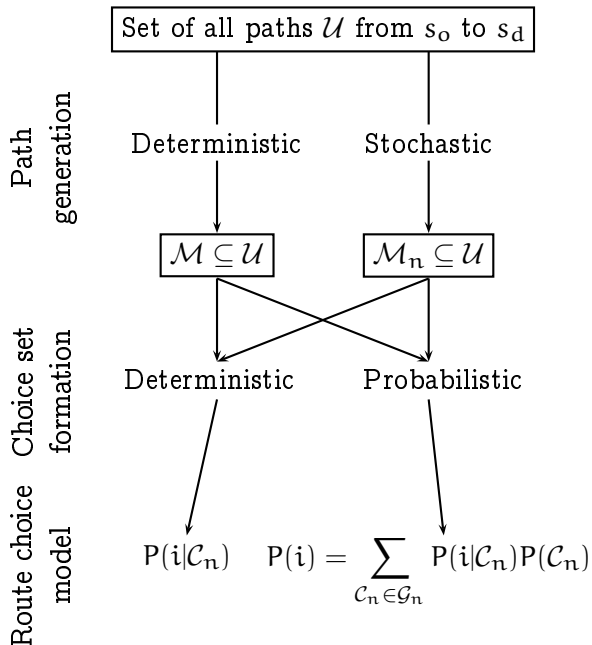 Set of all paths 𝒰 from s_o to s_d
Path
generation
Deterministic
Stochastic
ℳ ⊆ 𝒰
ℳ_n ⊆ 𝒰
Choice set
formation
Deterministic
Probabilistic
Route choice
model
P(i|𝒞_n)
P(i) = ∑_{𝒞_n∈𝒢_n} P(i|𝒞_n)P(𝒞_n)